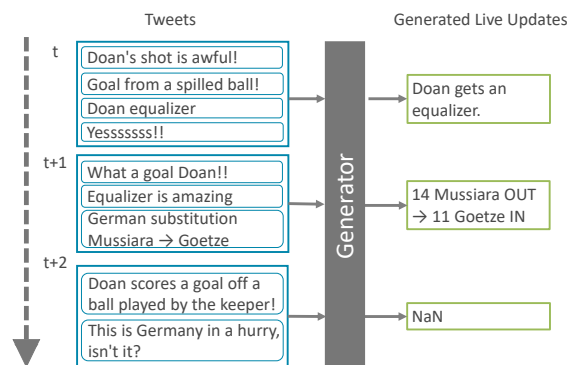 Tweets
Generated Live Updates
t
Doan's shot is awful!
Goal from a spilled ball!
Doan equalizer
Yesssssss!!
Doan gets an
equalizer.
t+1
What a goal Doan!!
Equalizer is amazing
German substitution
Mussiara → Goetze
Generator
14 Mussiara OUT
→ 11 Goetze IN
t+2
Doan scores a goal off a
ball played by the keeper!
This is Germany in a hurry,
isn't it?
NaN